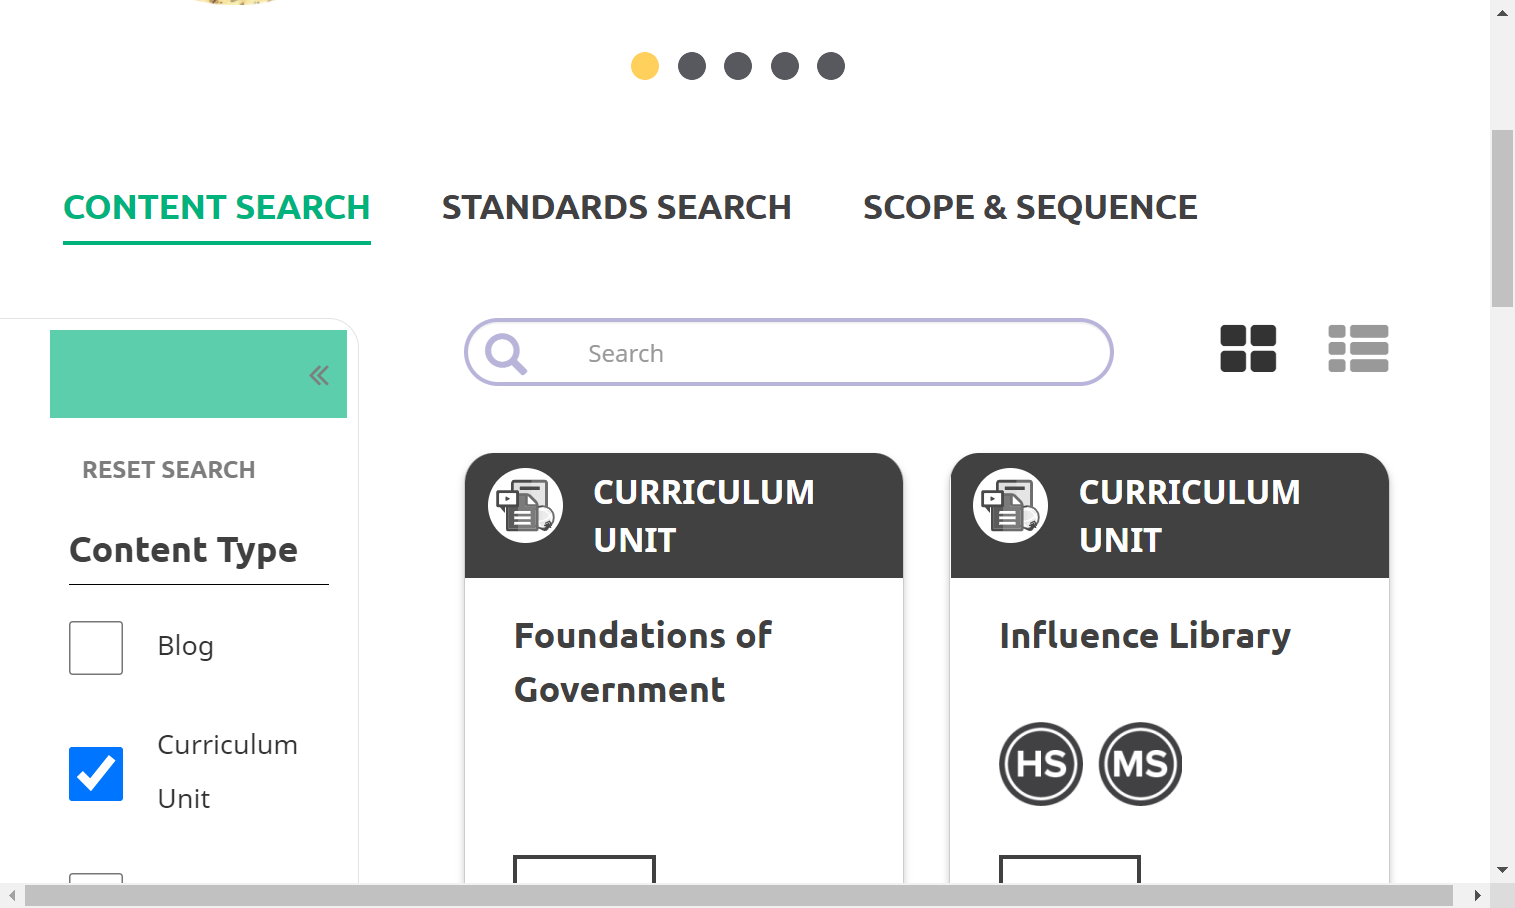 CONTENT SEARCH STANDARDS SEARCH SCOPE & SEQUENCE
Search
RESET SEARCH
Content Type
Blog
Curriculum
Unit
CURRICULUM
UNIT
Foundations of
Government
CURRICULUM
UNIT
Influence Library
HS MS